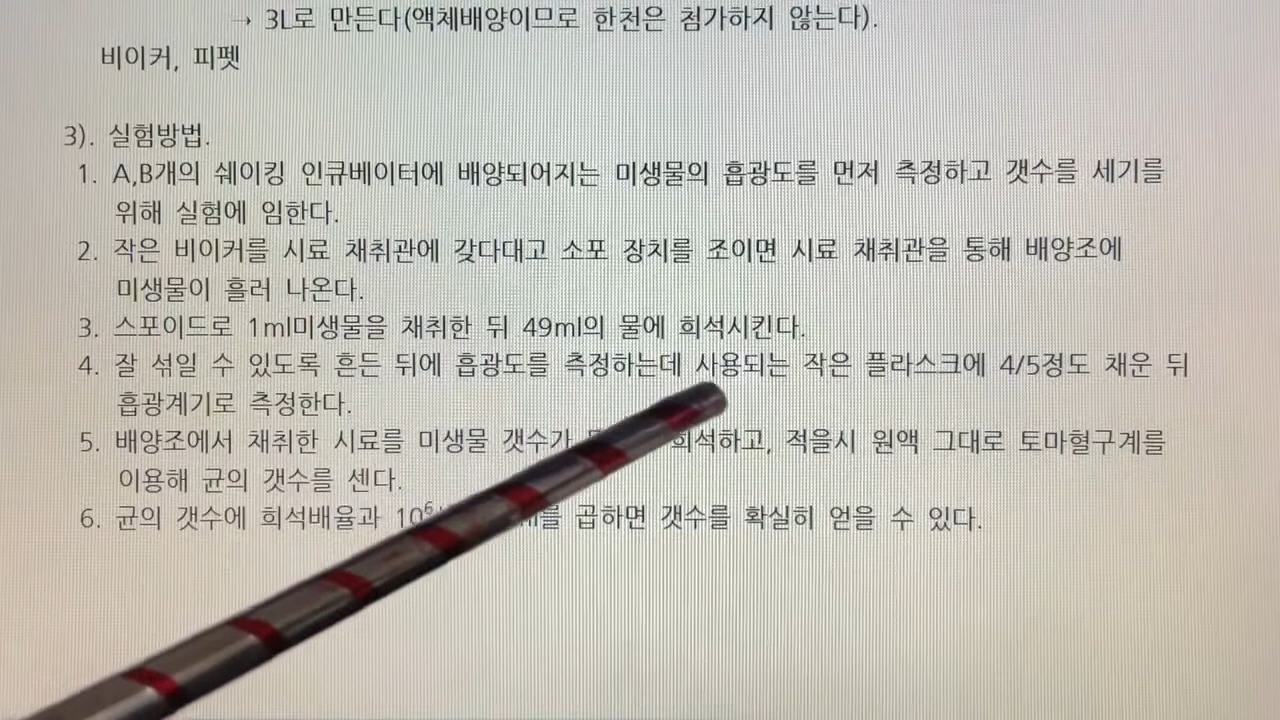 → 3L로 만든다(액체배양이므로 한천은 첨가하지 않는다).
비이커, 피펫
3). 실험방법.
1. A,B개의 쉐이킹 인큐베이터에 배양되어지는 미생물의 흡광도를 먼저 측정하고 갯수를 세기를
위해 실험에 임한다.
2. 작은 비이커를 시료 채취관에 갖다대고 소포 장치를 조이면 시료 채취관을 통해 배양조에
미생물이 흘러 나온다.
3. 스포이드로 1ml미생물을 채취한 뒤 49ml의 물에 희석시킨다.
4. 잘 섞일 수 있도록 흔든 뒤에 흡광도를 측정하는데 사용되는 작은 플라스크에 4/5정도 채운 뒤
흡광계기로 측정한다.
5. 배양조에서 채취한 시료를 미생물 갯수가 희석하고, 적을시 원액 그대로 토마혈구계를
이용해 균의 갯수를 센다.
6. 균의 갯수에 희석배율과 10⁶ 곱하면 갯수를 확실히 얻을 수 있다.